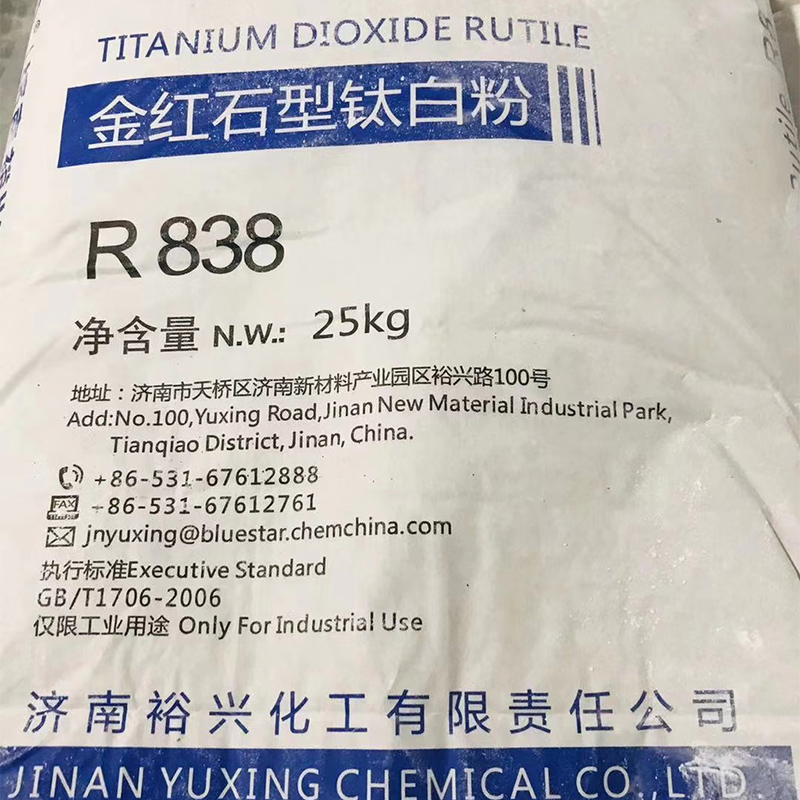 TITANIUM DIOXIDE RUTILE
金红石型钛白粉
R 838
净含量 N.W.: 25kg
地址：济南市天桥区济南新材料产业园区裕兴路100号
Add:No.100,Yuxing Road,Jinan New Material Industrial Park,
Tianqiao District, Jinan, China.
+86-531-67612888
FAX +86-531-67612761
jnyuxing@bluestar.chemchina.com
执行标准Executive Standard
GB/T1706-2006
仅限工业用途 Only For Industrial Use
济南裕兴化工有限责任公司
JINAN YUXING CHEMICAL CO.,LTD.